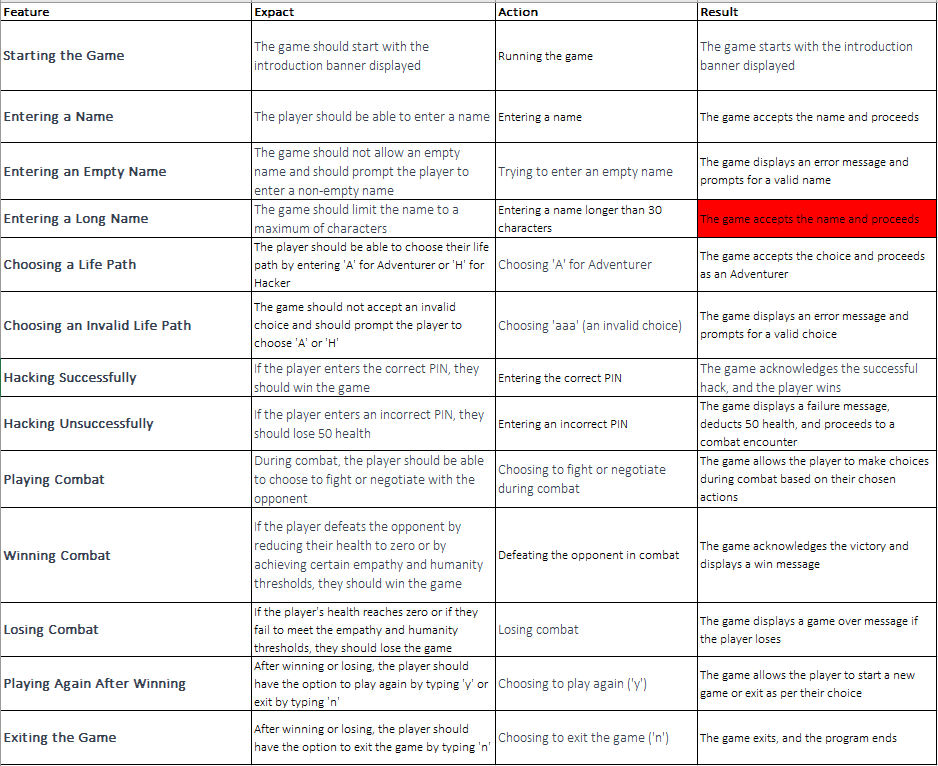 Feature Expact Action Result
Starting the Game
The game should start with the
introduction banner displayed
Running the game
The game starts with the introduction
banner displayed
Entering a Name
The player should be able to enter a name
Entering a name
The game accepts the name and proceeds
Entering an Empty Name
The game should not allow an empty
name and should prompt the player to
enter a non-empty name
Trying to enter an empty name
The game displays an error message and
prompts for a valid name
Entering a Long Name
The game should limit the name to a
maximum of characters
Entering a name longer than 30
characters
The game accepts the name and proceeds
Choosing a Life Path
The player should be able to choose their life
path by entering 'A' for Adventurer or 'H' for
Hacker
Choosing 'A' for Adventurer
The game accepts the choice and proceeds
as an Adventurer
Choosing an Invalid Life Path
The game should not accept an invalid
choice and should prompt the player to
choose 'A' or 'H'
Choosing 'aaa' (an invalid choice)
The game displays an error message and
prompts for a valid choice
Hacking Successfully
If the player enters the correct PIN, they
should win the game
Entering the correct PIN
The game acknowledges the successful
hack, and the player wins
Hacking Unsuccessfully
If the player enters an incorrect PIN, they
should lose 50 health
Entering an incorrect PIN
The game displays a failure message,
deducts 50 health, and proceeds to a
combat encounter
Playing Combat
During combat, the player should be able
to choose to fight or negotiate with the
opponent
Choosing to fight or negotiate
during combat
The game allows the player to make choices
during combat based on their chosen
actions
Winning Combat
If the player defeats the opponent by
reducing their health to zero or by
achieving certain empathy and humanity
thresholds, they should win the game
Defeating the opponent in combat
The game acknowledges the victory and
displays a win message
Losing Combat
If the player's health reaches zero or if they
fail to meet the empathy and humanity
thresholds, they should lose the game
Losing combat
The game displays a game over message if
the player loses
Playing Again After Winning
After winning or losing, the player should
have the option to play again by typing 'y' or
exit by typing 'n'
Choosing to play again ('y')
The game allows the player to start a new
game or exit as per their choice
Exiting the Game
After winning or losing, the player should
have the option to exit the game by typing 'n'
Choosing to exit the game ('n')
The game exits, and the program ends